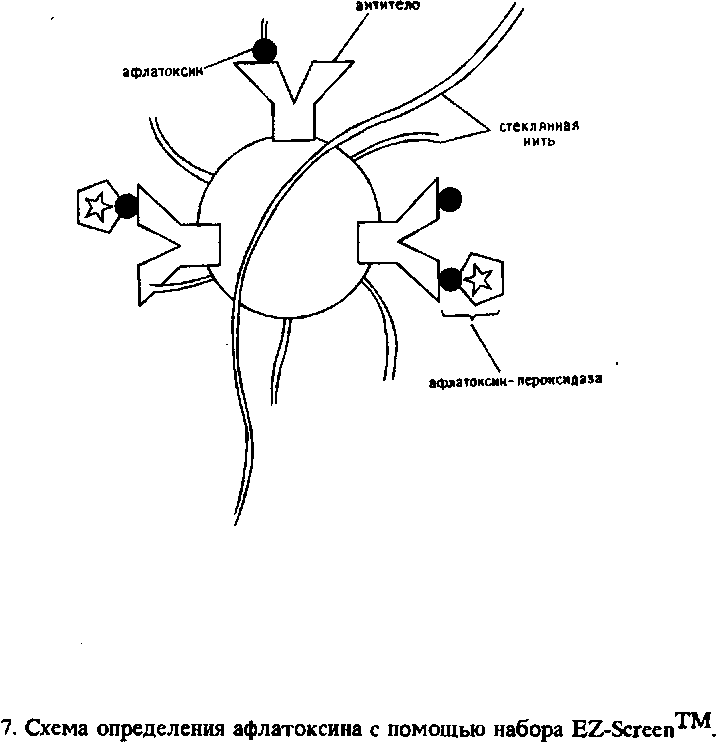 антитело
афлатоксин
стеклянная
нить
афлатоксин-пероксидаза
7. Схема определения афлатоксина с помощью набора EZ-Screen™.